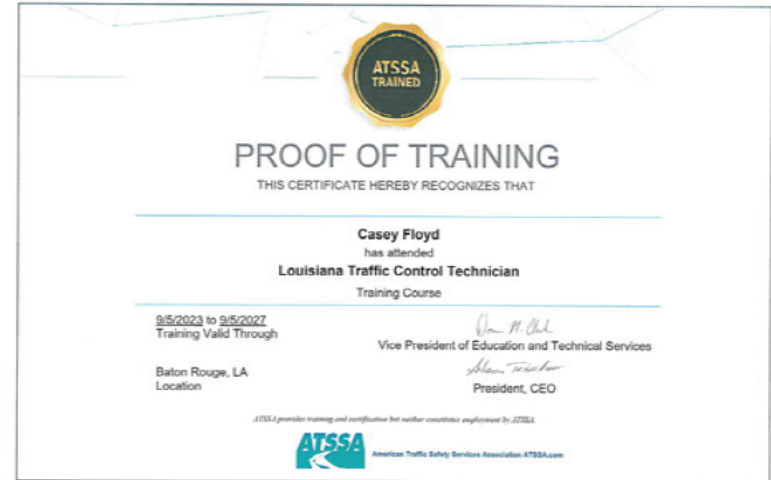 ATSSA
TRAINED
PROOF OF TRAINING
THIS CERTIFICATE HEREBY RECOGNIZES THAT
Casey Floyd
has attended
Louisiana Traffic Control Technician
Training Course
9/5/2023 to 9/5/2027
Training Valid Through
Vice President of Education and Technical Services
Baton Rouge, LA
Location
President, CEO
ATSSA provides training and certification but neither constitutes employment by ATSSA.
ATSSA
American Traffic Safety Services Association ATSSA.com